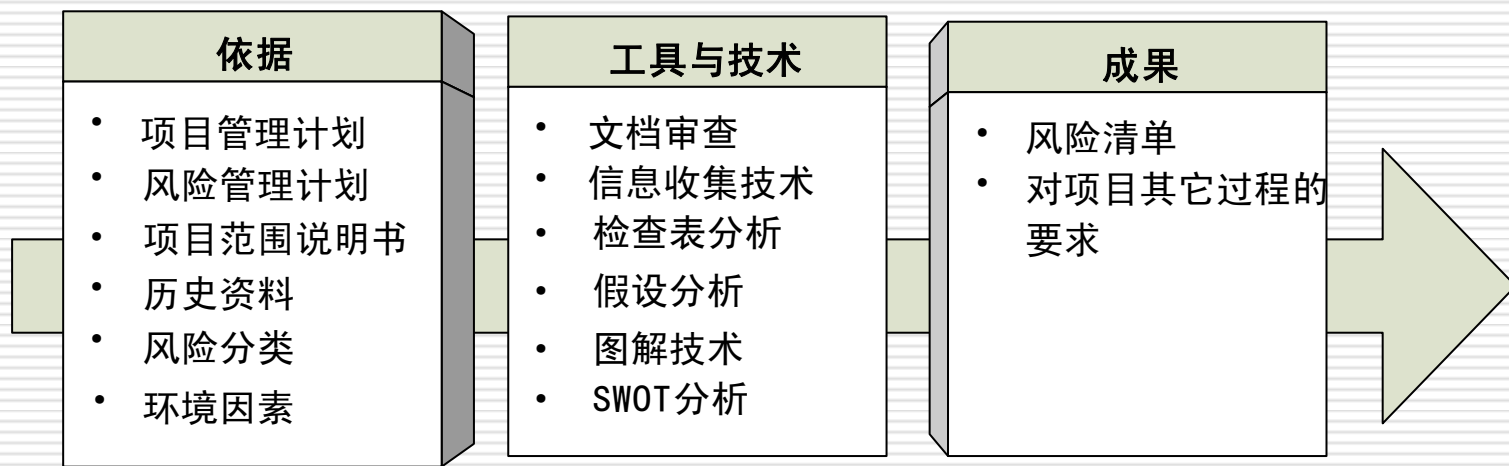 依据
• 项目管理计划
• 风险管理计划
• 项目范围说明书
• 历史资料
• 风险分类
• 环境因素
工具与技术
• 文档审查
• 信息收集技术
• 检查表分析
• 假设分析
• 图解技术
• SWOT分析
成果
• 风险清单
• 对项目其它过程的
要求